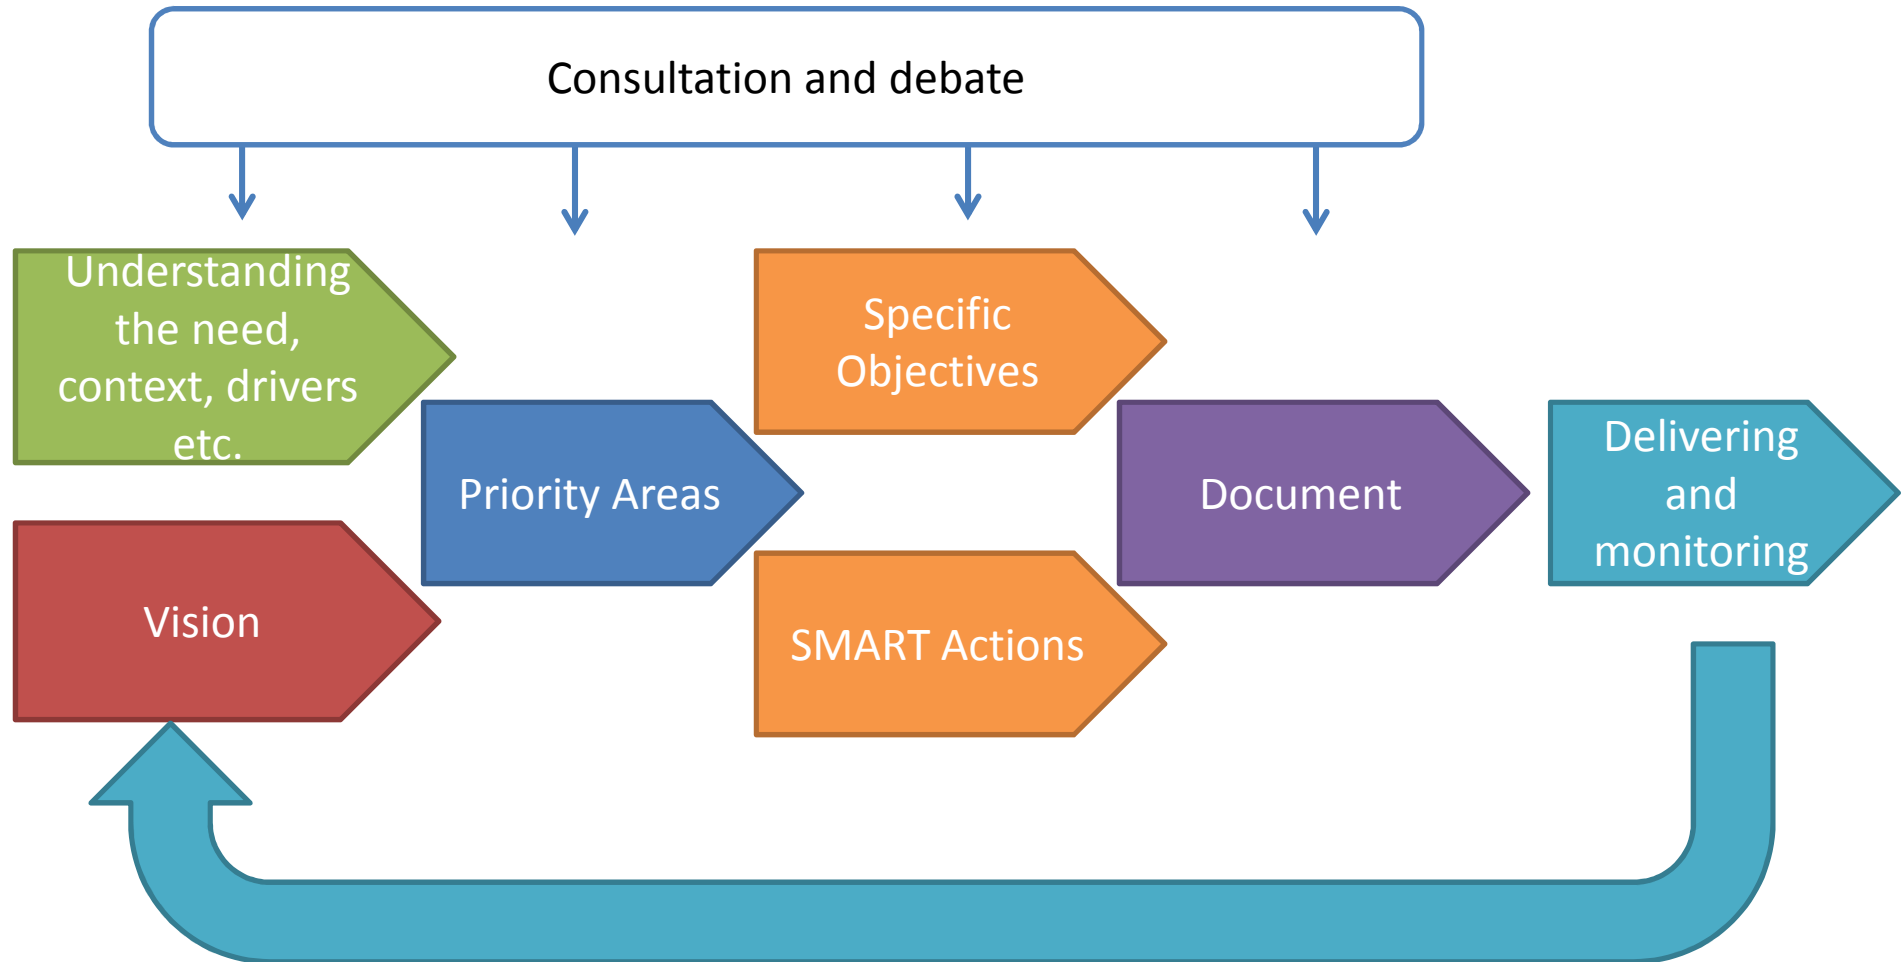 Consultation and debate
Understanding
the need,
context, drivers
etc.
Vision
Priority Areas
Specific
Objectives
SMART Actions
Document
Delivering
and
monitoring